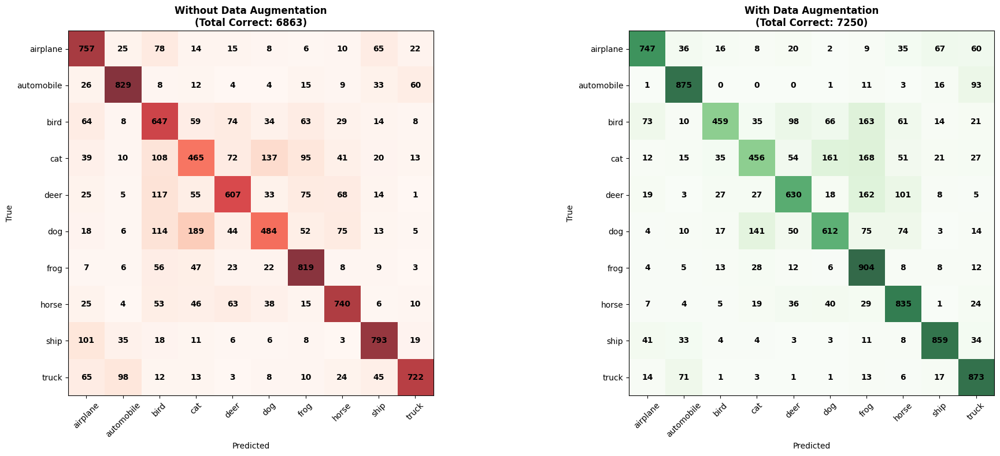 Without Data Augmentation
(Total Correct: 6863)
True
airplane 757 25 78 14 15 8 6 10 65 22
automobile 26 829 8 12 4 4 15 9 33 60
bird 64 8 647 59 74 34 63 29 14 8
cat 39 10 108 465 72 137 95 41 20 13
deer 25 5 117 55 607 33 75 68 14 1
dog 18 6 114 189 44 484 52 75 13 5
frog 7 6 56 47 23 22 819 8 9 3
horse 25 4 53 46 63 38 15 740 6 10
ship 101 35 18 11 6 6 8 3 793 19
truck 65 98 12 13 3 8 10 24 45 722
airplane automobile bird cat deer dog frog horse ship truck
Predicted
With Data Augmentation
(Total Correct: 7250)
True
airplane 747 36 16 8 20 2 9 35 67 60
automobile 1 875 0 0 0 1 11 3 16 93
bird 73 10 459 35 98 66 163 61 14 21
cat 12 15 35 456 54 161 168 51 21 27
deer 19 3 27 27 630 18 162 101 8 5
dog 4 10 17 141 50 612 75 74 3 14
frog 4 5 13 28 12 6 904 8 8 12
horse 7 4 5 19 36 40 29 835 1 24
ship 41 33 4 4 3 3 11 8 859 34
truck 14 71 1 3 1 1 13 6 17 873
airplane automobile bird cat deer dog frog horse ship truck
Predicted